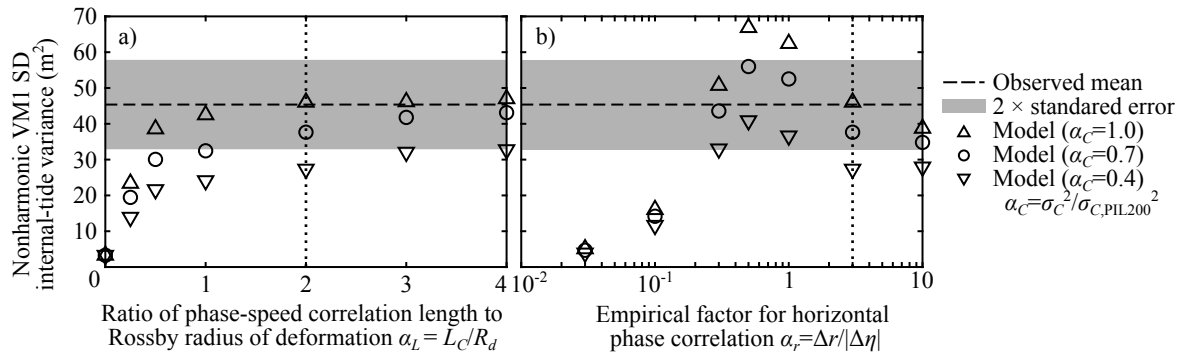 Nonharmonic VM1 SD
internal-tide variance (m²)
70
60
50
40
30
20
10
0
a)
0 1 2 3 4
Ratio of phase-speed correlation length to
Rossby radius of deformation α_L = L_C/R_d
b)
10⁻² 10⁻¹ 1 10
Empirical factor for horizontal
phase correlation α_r=Δr/|Δη|
Observed mean
2 × standared error
Model (α_C=1.0)
Model (α_C=0.7)
Model (α_C=0.4)
α_C=σ_C²/σ_C,PIL200²